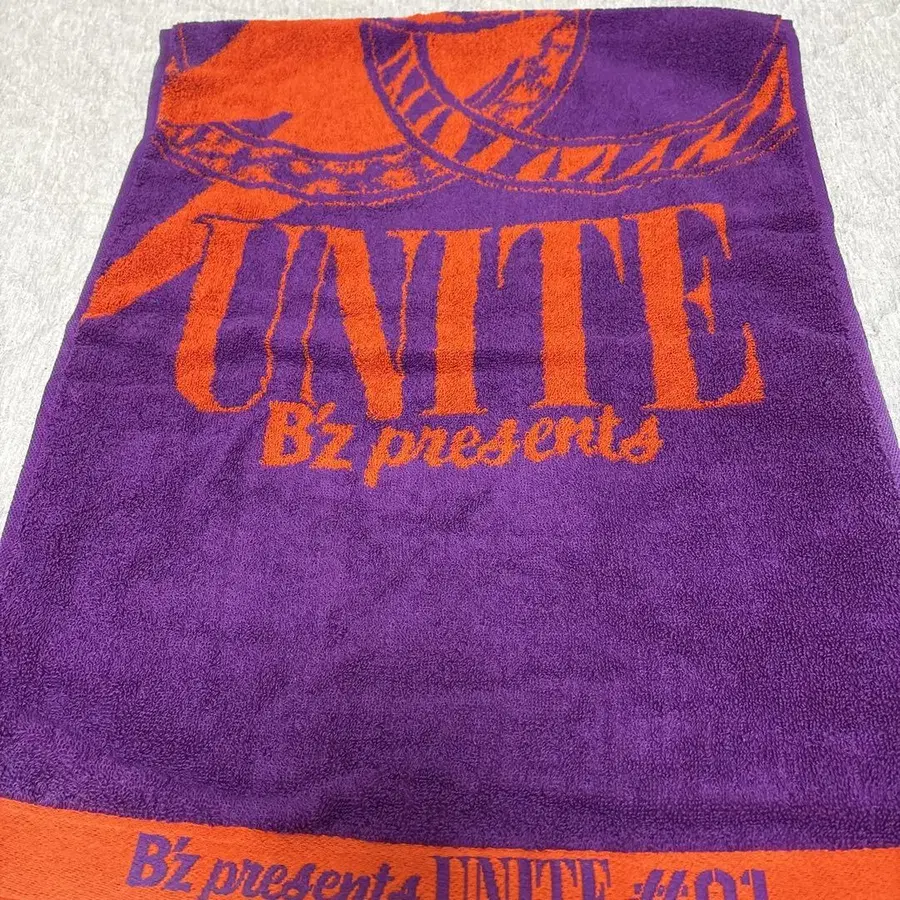 UNITE
B'z presents
B'z presents UNITE #01